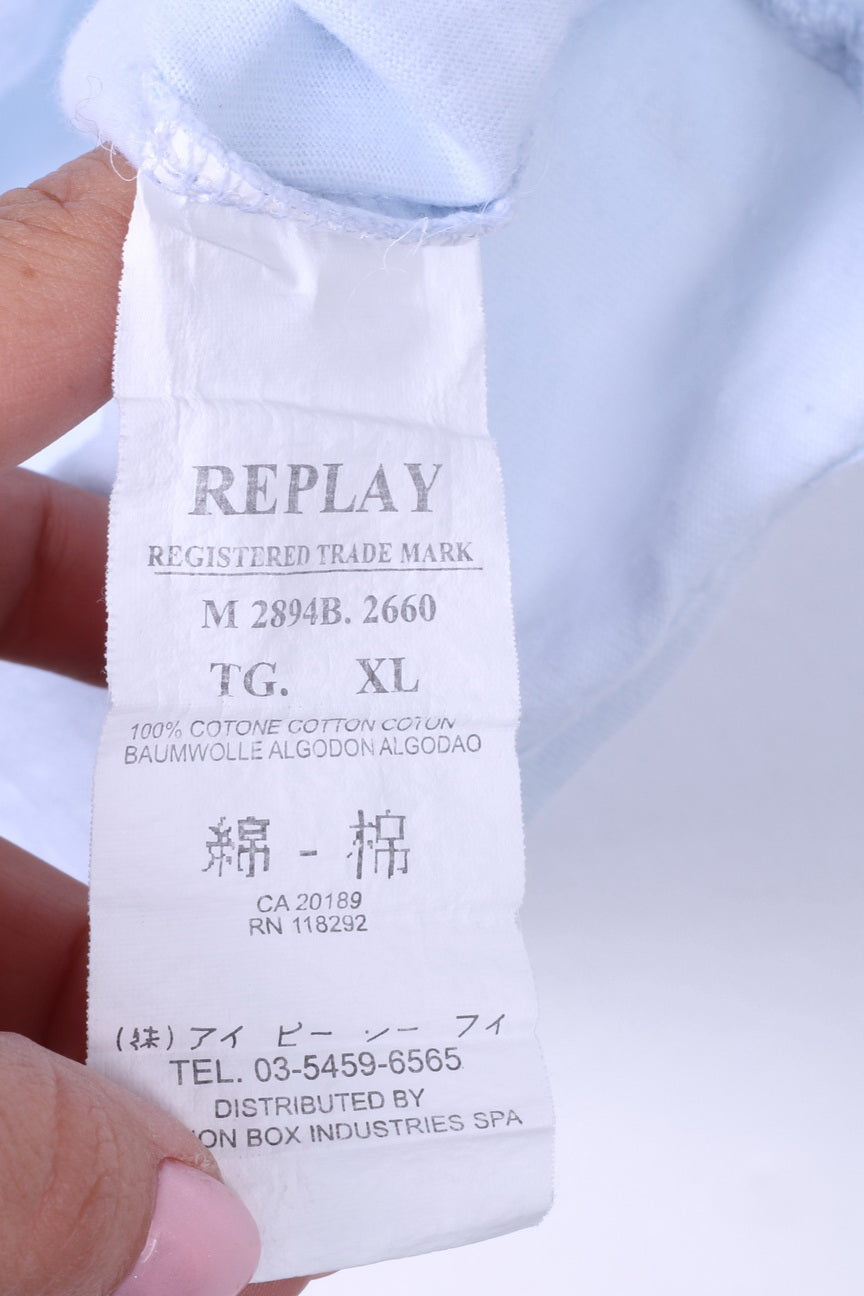 REPLAY
REGISTERED TRADE MARK
M 2894B. 2660
TG. XL
100% COTONE COTTON COTON
BAUMWOLLE ALGODON ALGODAO
綿 - 棉
CA 20189
RN 118292
(株) アイ ピー シー フイ
TEL. 03-5459-6565
DISTRIBUTED BY
BOX INDUSTRIES SPA